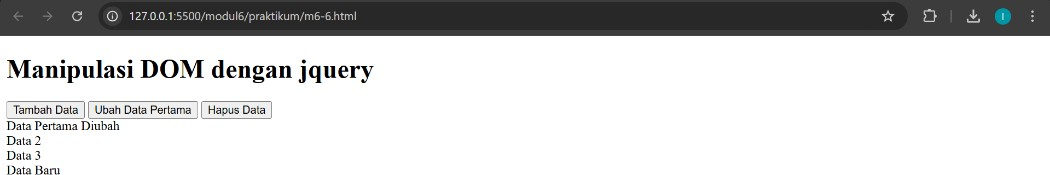 127.0.0.1:5500/modul6/praktikum/m6-6.html
I
Manipulasi DOM dengan jquery
Tambah Data Ubah Data Pertama Hapus Data
Data Pertama Diubah
Data 2
Data 3
Data Baru